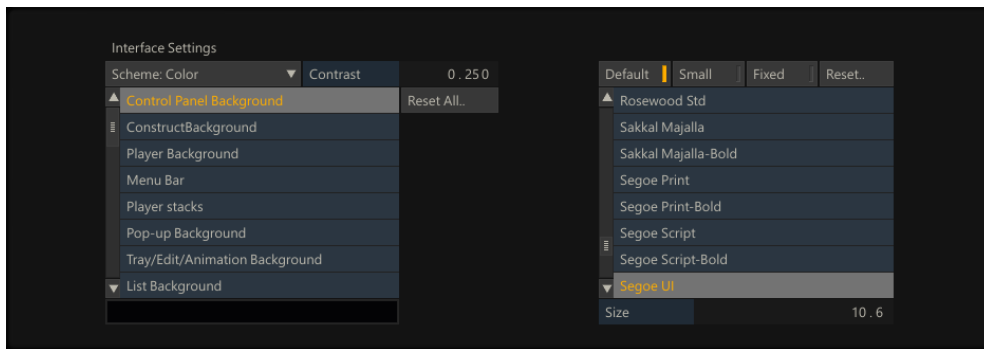 Interface Settings
Scheme: Color
Contrast
0 . 250
Control Panel Background
Reset All..
ConstructBackground
Player Background
Menu Bar
Player stacks
Pop-up Background
Tray/Edit/Animation Background
List Background
Default
Small
Fixed
Reset..
Rosewood Std
Sakkal Majalla
Sakkal Majalla-Bold
Segoe Print
Segoe Print-Bold
Segoe Script
Segoe Script-Bold
Segoe UI
Size
10 . 6